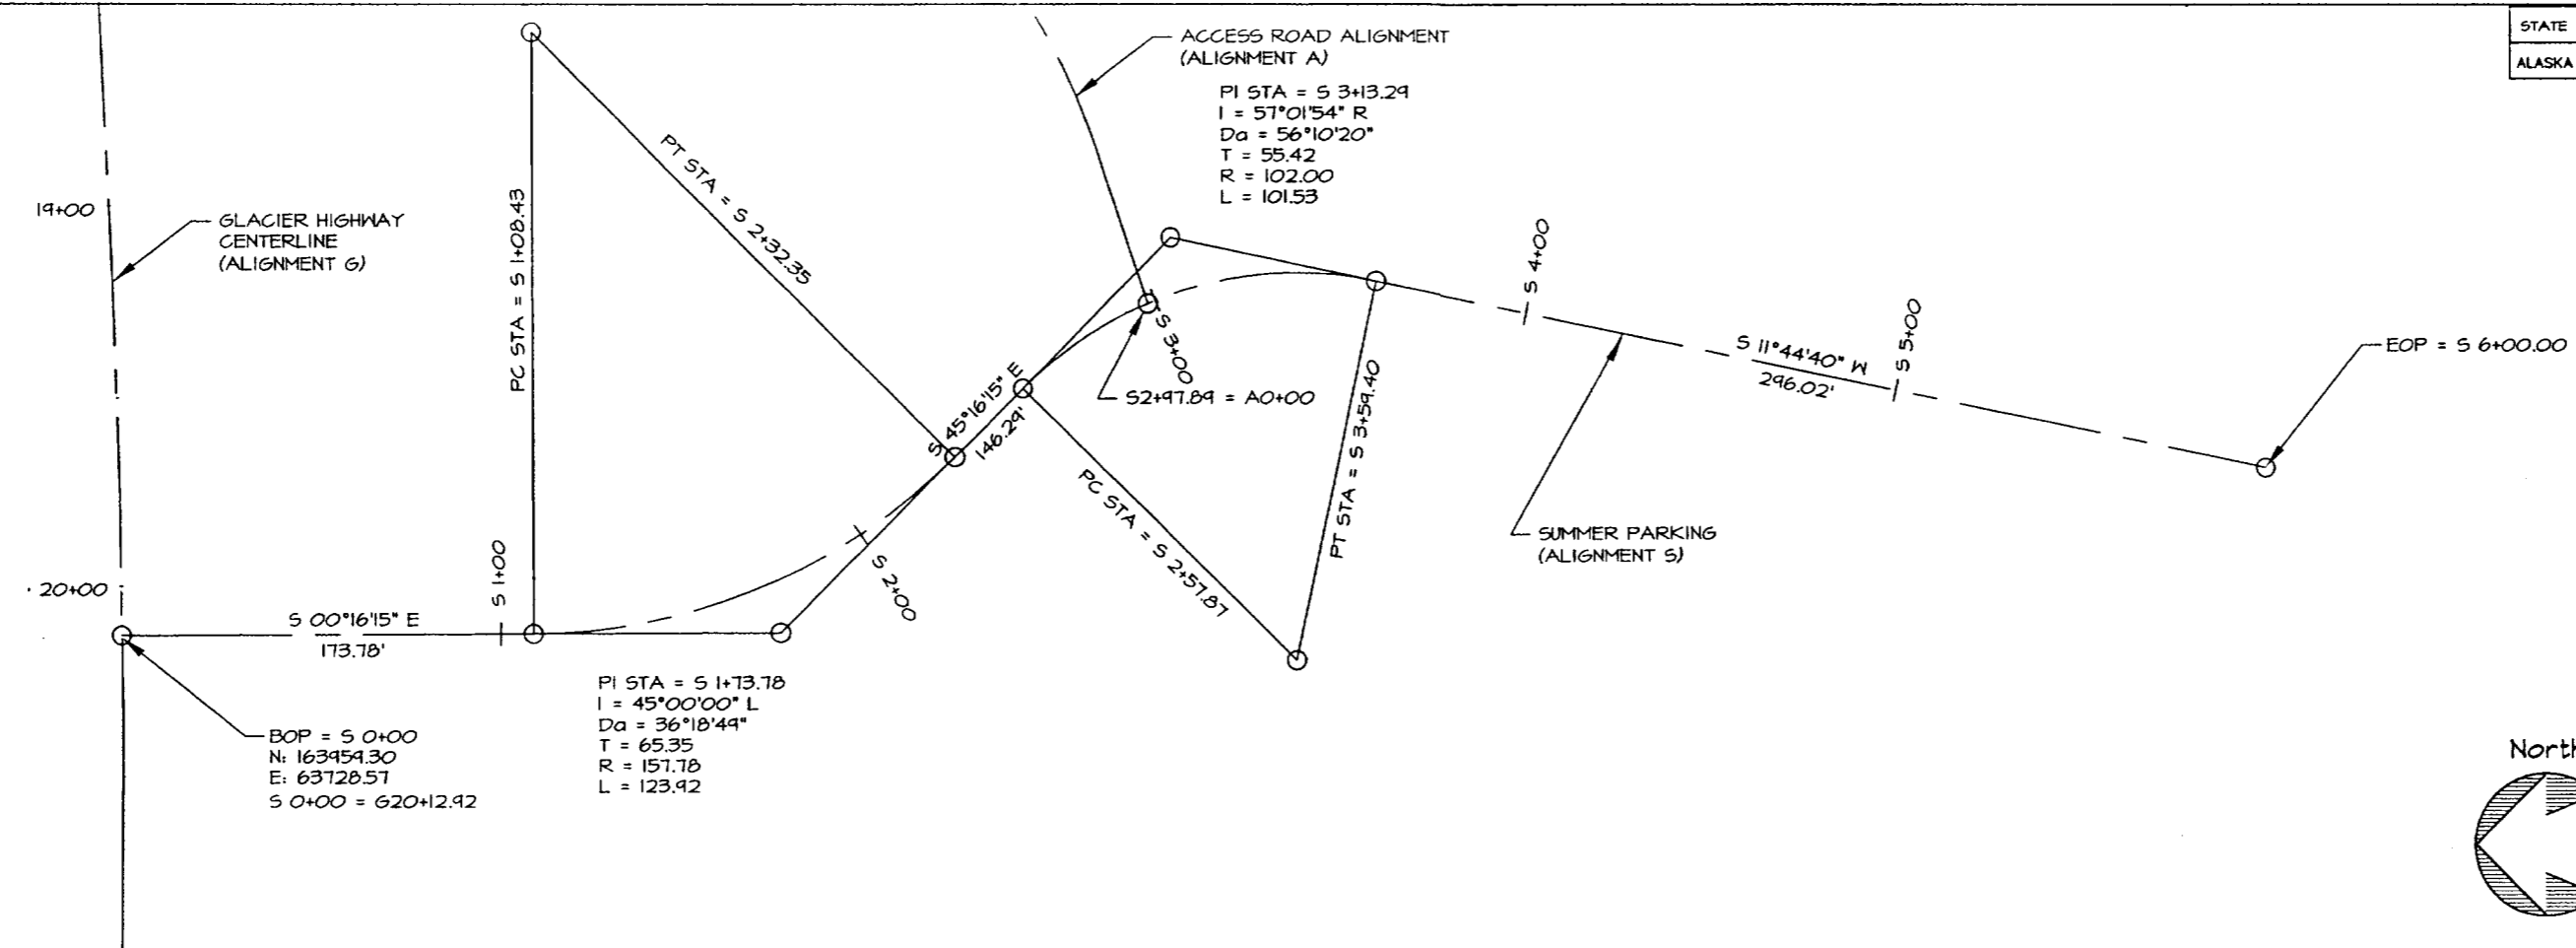 STATE
ALASKA
ACCESS ROAD ALIGNMENT
(ALIGNMENT A)
PI STA = S 3+13.29
I = 57°01'54" R
Da = 56°10'20"
T = 55.42
R = 102.00
L = 101.53
19+00
GLACIER HIGHWAY
CENTERLINE
(ALIGNMENT G)
PC STA = S 1+08.43
PT STA = S 2+32.35
S 45°16'15" E
146.29'
S 3+00
S2+97.89 = A0+00
PT STA = S 3+59.40
PC STA = S 2+57.87
S 4+00
S 11°44'40" W
296.02'
S 5+00
EOP = S 6+00.00
SUMMER PARKING
(ALIGNMENT S)
20+00
S 00°16'15" E
173.78'
S 1+00
S 2+00
PI STA = S 1+73.78
I = 45°00'00" L
Da = 36°18'49"
T = 65.35
R = 157.78
L = 123.92
BOP = S 0+00
N: 163959.30
E: 63728.57
S 0+00 = G20+12.92
North